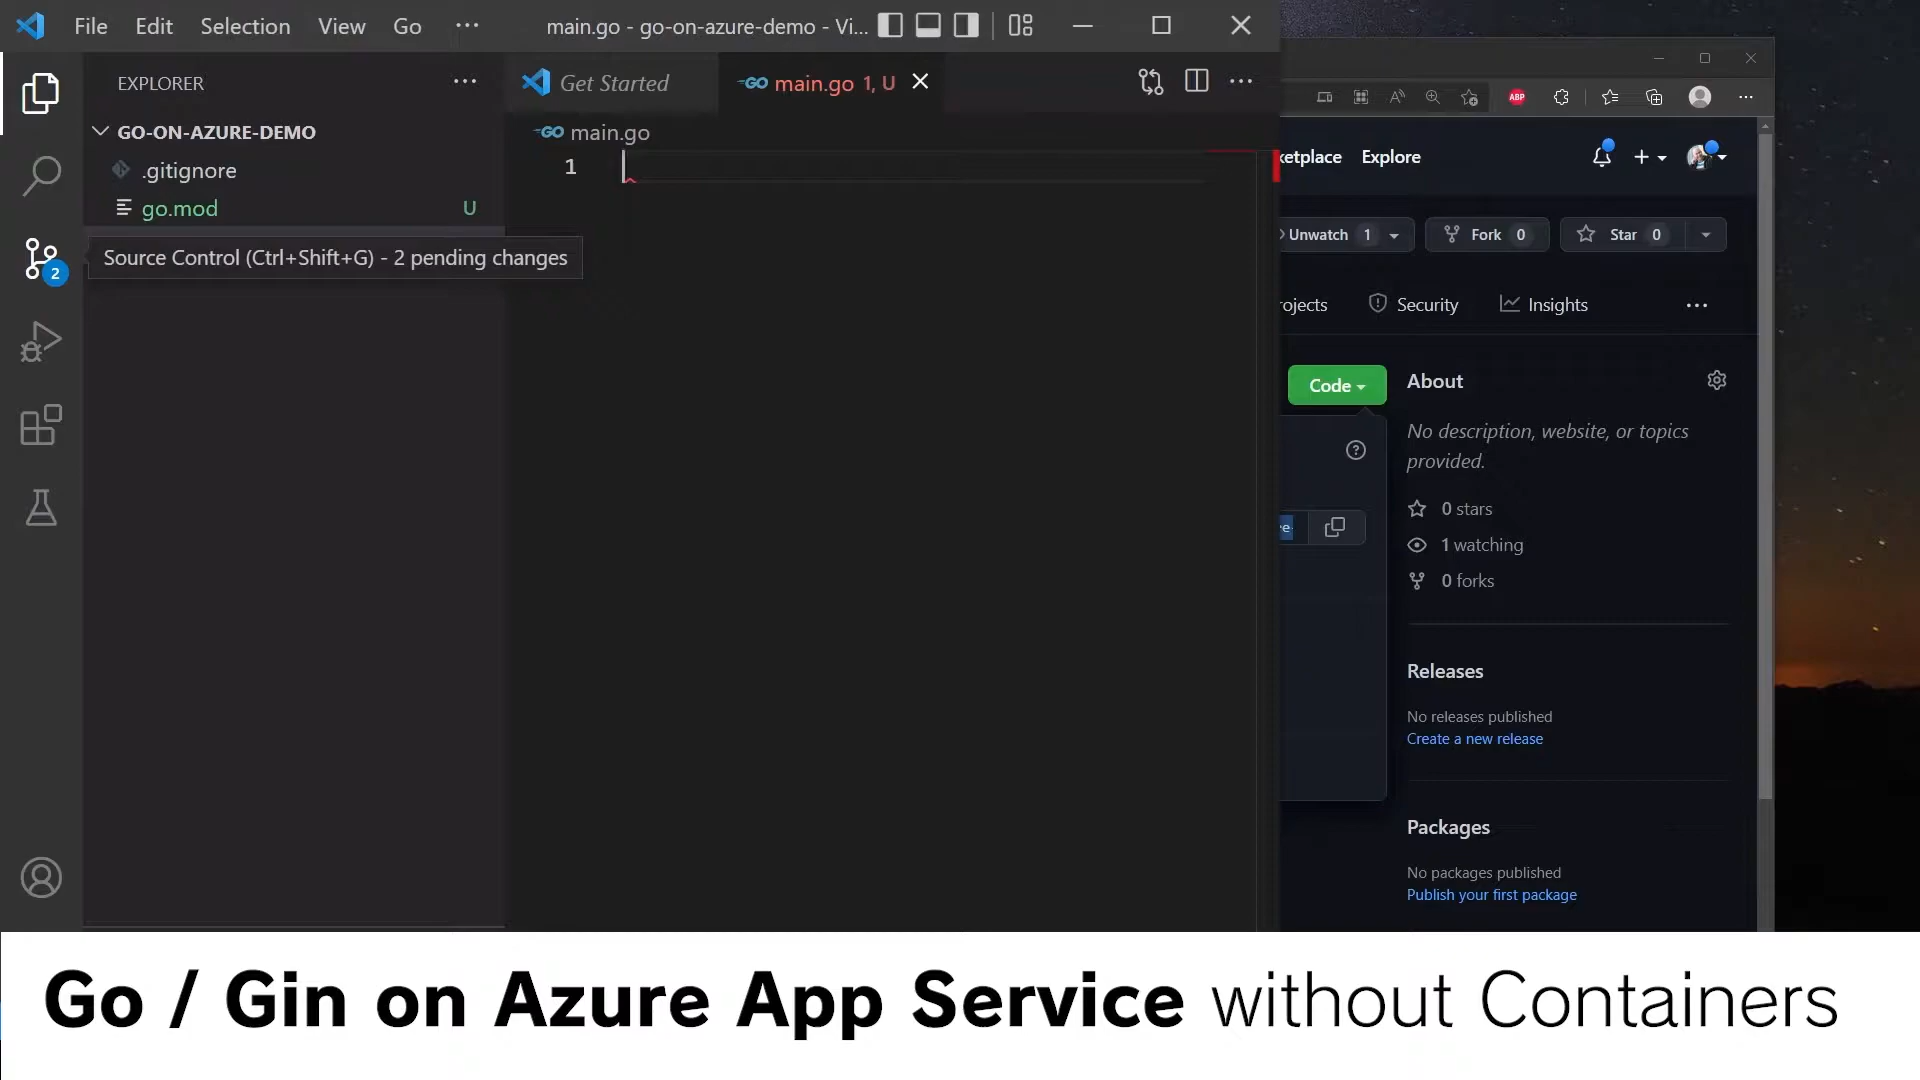 File Edit Selection View Go ···
main.go - go-on-azure-demo - Vi...
EXPLORER ···
Get Started
main.go 1, U
GO-ON-AZURE-DEMO
main.go
.gitignore
1
go.mod U
Source Control (Ctrl+Shift+G) - 2 pending changes
2
ABP
ketplace Explore
Unwatch 1
Fork 0
Star 0
rojects
Security
Insights
Code
About
No description, website, or topics
provided.
e
0 stars
1 watching
0 forks
Releases
No releases published
Create a new release
Packages
No packages published
Publish your first package
Go / Gin on Azure App Service without Containers